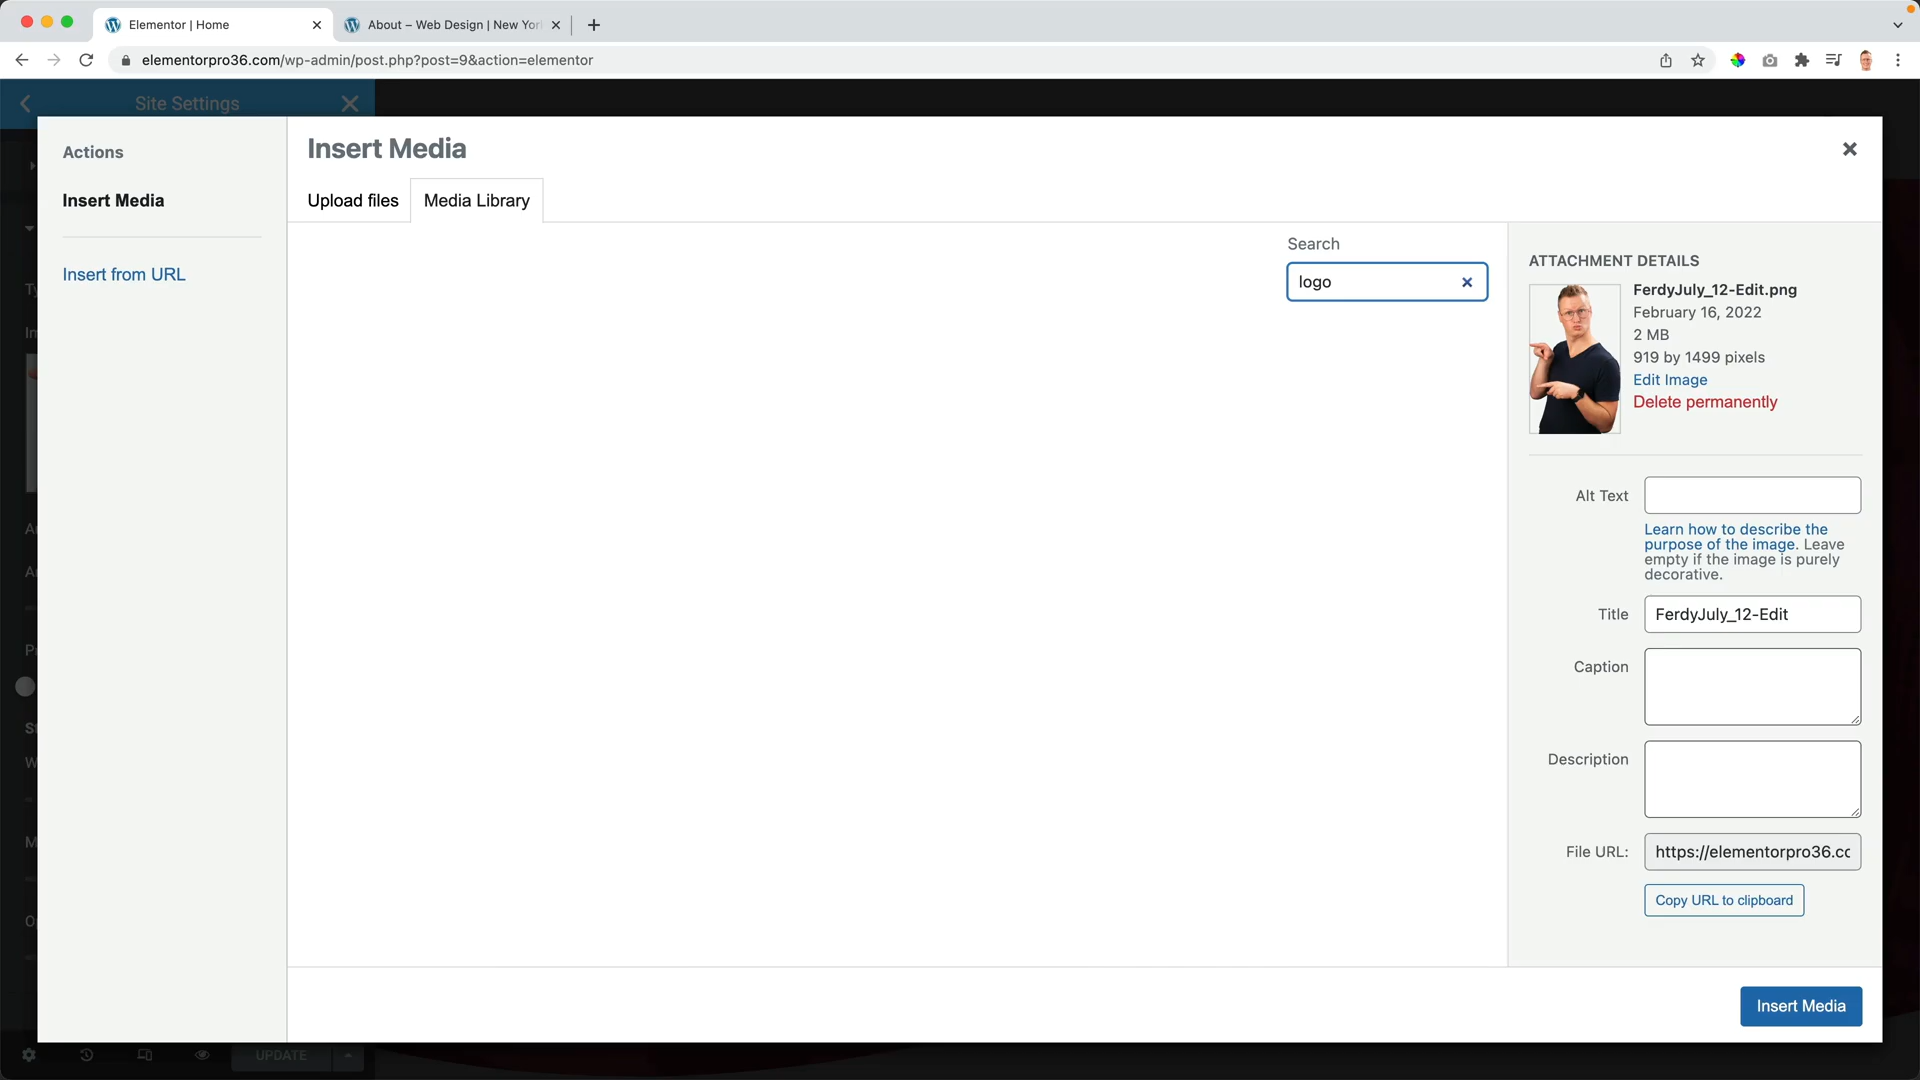 Elementor | Home
About – Web Design | New Yor
elementorpro36.com/wp-admin/post.php?post=9&action=elementor
Site Settings
Actions
Insert Media
Insert from URL
Insert Media
Upload files
Media Library
Search
logo
ATTACHMENT DETAILS
FerdyJuly_12-Edit.png
February 16, 2022
2 MB
919 by 1499 pixels
Edit Image
Delete permanently
Alt Text
Learn how to describe the
purpose of the image. Leave
empty if the image is purely
decorative.
Title
FerdyJuly_12-Edit
Caption
Description
File URL:
https://elementorpro36.cc
Copy URL to clipboard
Insert Media
UPDATE